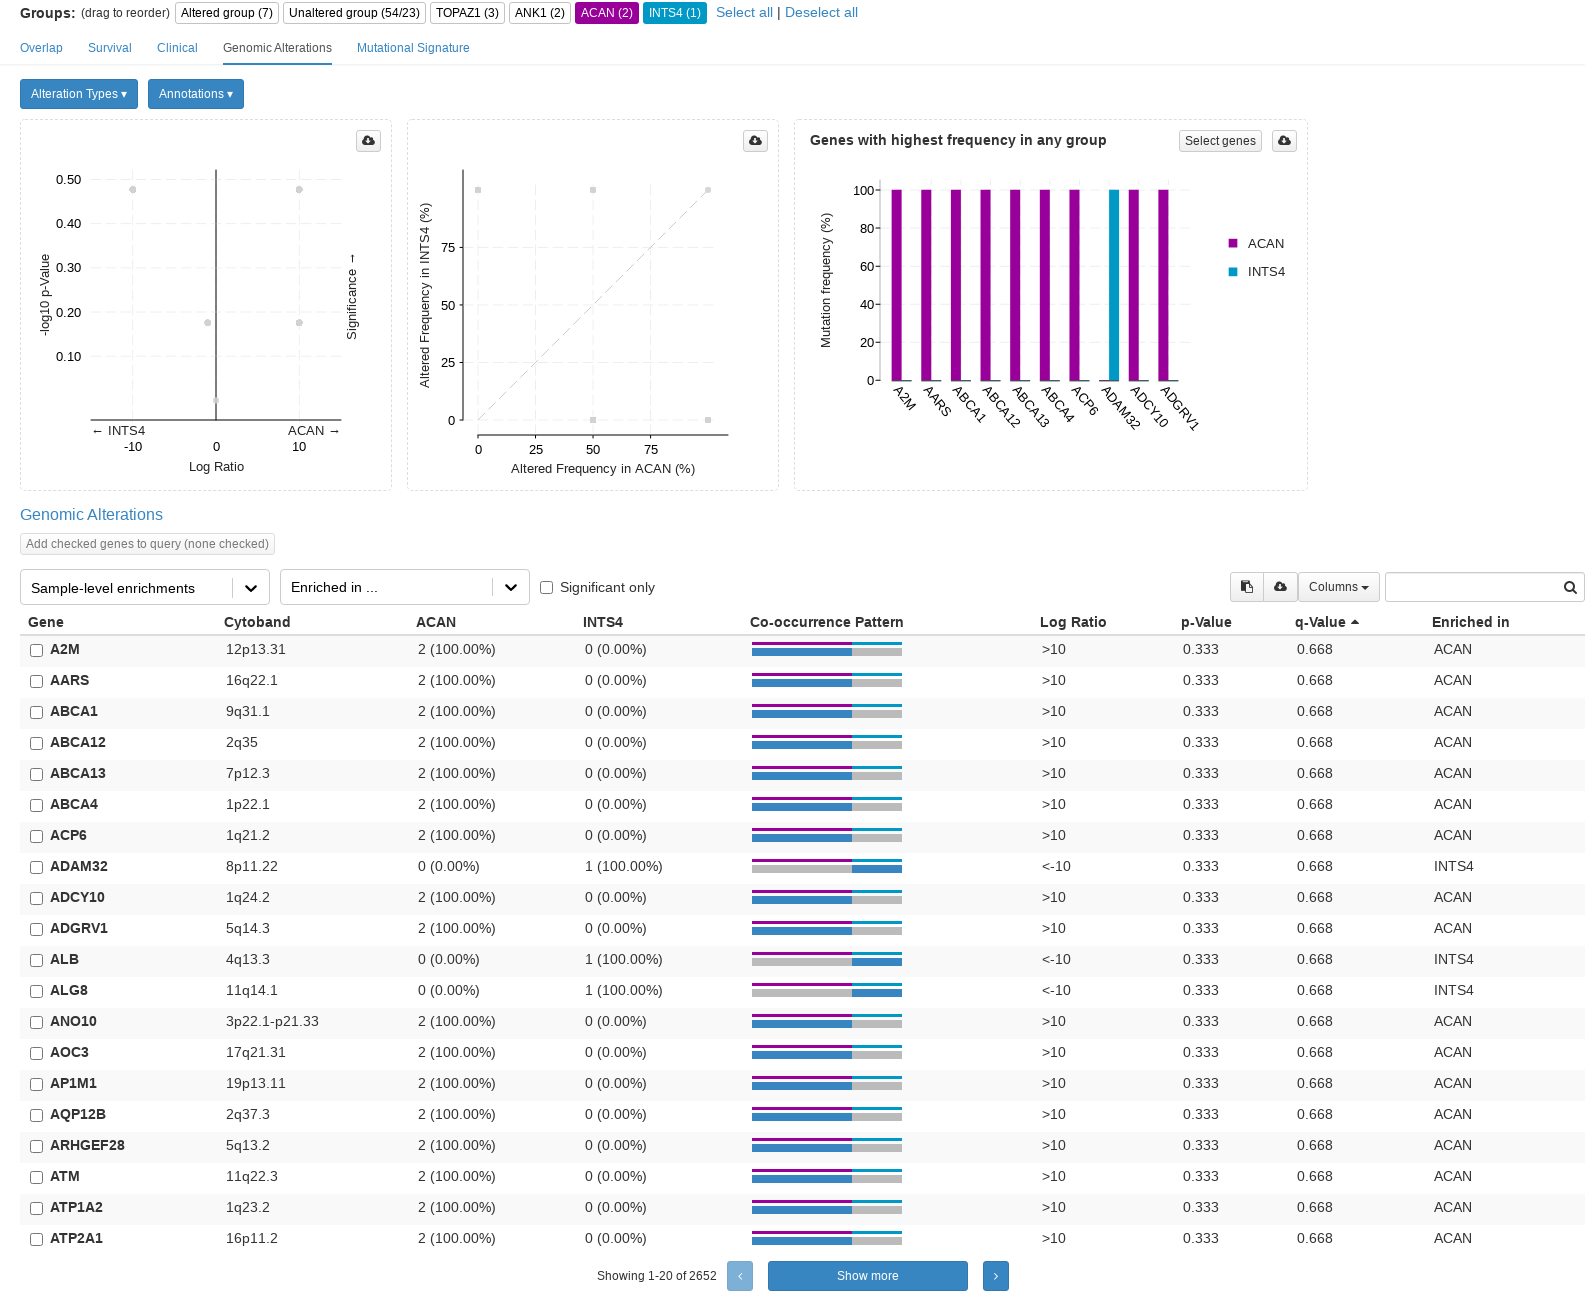 Groups: (drag to reorder) Altered group (7) Unaltered group (54/23) TOPAZ1 (3) ANK1 (2) ACAN (2) INTS4 (1) Select all | Deselect all
Overlap Survival Clinical Genomic Alterations Mutational Signature
Alteration Types ▾ Annotations ▾
0.50
0.40
0.30
0.20
0.10
-log10 p-Value
Significance →
← INTS4 ACAN →
-10 0 10
Log Ratio
75
50
25
0
Altered Frequency in INTS4 (%)
0 25 50 75
Altered Frequency in ACAN (%)
Genes with highest frequency in any group Select genes
100
80
60
40
20
0
Mutation frequency (%)
A2M AARS ABCA1 ABCA12 ABCA13 ABCA4 ACP6 ADAM32 ADCY10 ADGRV1
ACAN
INTS4
Genomic Alterations
Add checked genes to query (none checked)
Sample-level enrichments Enriched in ... Significant only Columns
Gene Cytoband ACAN INTS4 Co-occurrence Pattern Log Ratio p-Value q-Value Enriched in
A2M 12p13.31 2 (100.00%) 0 (0.00%) >10 0.333 0.668 ACAN
AARS 16q22.1 2 (100.00%) 0 (0.00%) >10 0.333 0.668 ACAN
ABCA1 9q31.1 2 (100.00%) 0 (0.00%) >10 0.333 0.668 ACAN
ABCA12 2q35 2 (100.00%) 0 (0.00%) >10 0.333 0.668 ACAN
ABCA13 7p12.3 2 (100.00%) 0 (0.00%) >10 0.333 0.668 ACAN
ABCA4 1p22.1 2 (100.00%) 0 (0.00%) >10 0.333 0.668 ACAN
ACP6 1q21.2 2 (100.00%) 0 (0.00%) >10 0.333 0.668 ACAN
ADAM32 8p11.22 0 (0.00%) 1 (100.00%) <-10 0.333 0.668 INTS4
ADCY10 1q24.2 2 (100.00%) 0 (0.00%) >10 0.333 0.668 ACAN
ADGRV1 5q14.3 2 (100.00%) 0 (0.00%) >10 0.333 0.668 ACAN
ALB 4q13.3 0 (0.00%) 1 (100.00%) <-10 0.333 0.668 INTS4
ALG8 11q14.1 0 (0.00%) 1 (100.00%) <-10 0.333 0.668 INTS4
ANO10 3p22.1-p21.33 2 (100.00%) 0 (0.00%) >10 0.333 0.668 ACAN
AOC3 17q21.31 2 (100.00%) 0 (0.00%) >10 0.333 0.668 ACAN
AP1M1 19p13.11 2 (100.00%) 0 (0.00%) >10 0.333 0.668 ACAN
AQP12B 2q37.3 2 (100.00%) 0 (0.00%) >10 0.333 0.668 ACAN
ARHGEF28 5q13.2 2 (100.00%) 0 (0.00%) >10 0.333 0.668 ACAN
ATM 11q22.3 2 (100.00%) 0 (0.00%) >10 0.333 0.668 ACAN
ATP1A2 1q23.2 2 (100.00%) 0 (0.00%) >10 0.333 0.668 ACAN
ATP2A1 16p11.2 2 (100.00%) 0 (0.00%) >10 0.333 0.668 ACAN
Showing 1-20 of 2652 ‹ Show more ›